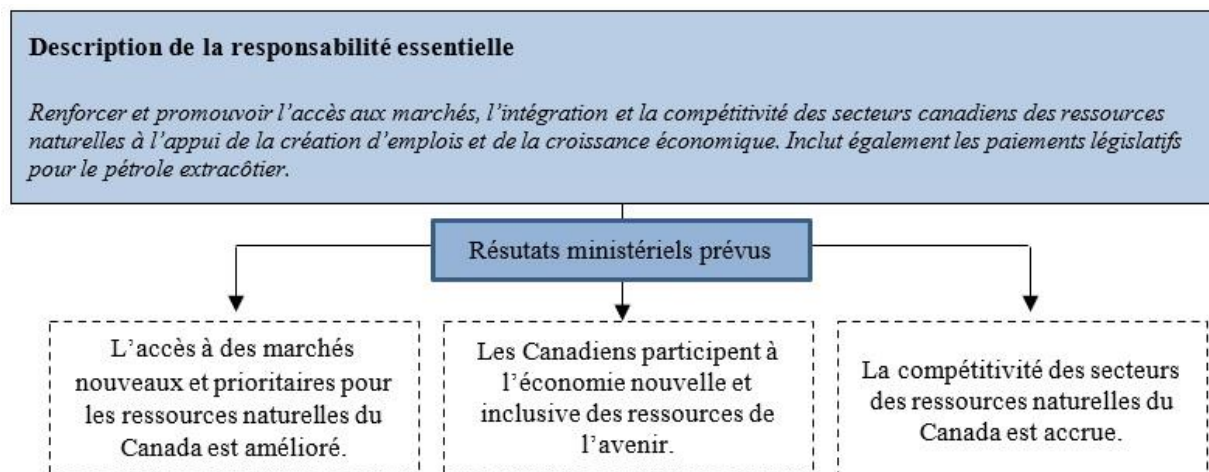 Description de la responsabilité essentielle
Renforcer et promouvoir l’accès aux marchés, l’intégration et la compétitivité des secteurs canadiens des ressources
naturelles à l’appui de la création d’emplois et de la croissance économique. Inclut également les paiements législatifs
pour le pétrole extracôtier.
Résutats ministériels prévus
L’accès à des marchés
nouveaux et prioritaires pour
les ressources naturelles du
Canada est amélioré.
Les Canadiens participent à
l’économie nouvelle et
inclusive des ressources de
l’avenir.
La compétitivité des secteurs
des ressources naturelles du
Canada est accrue.